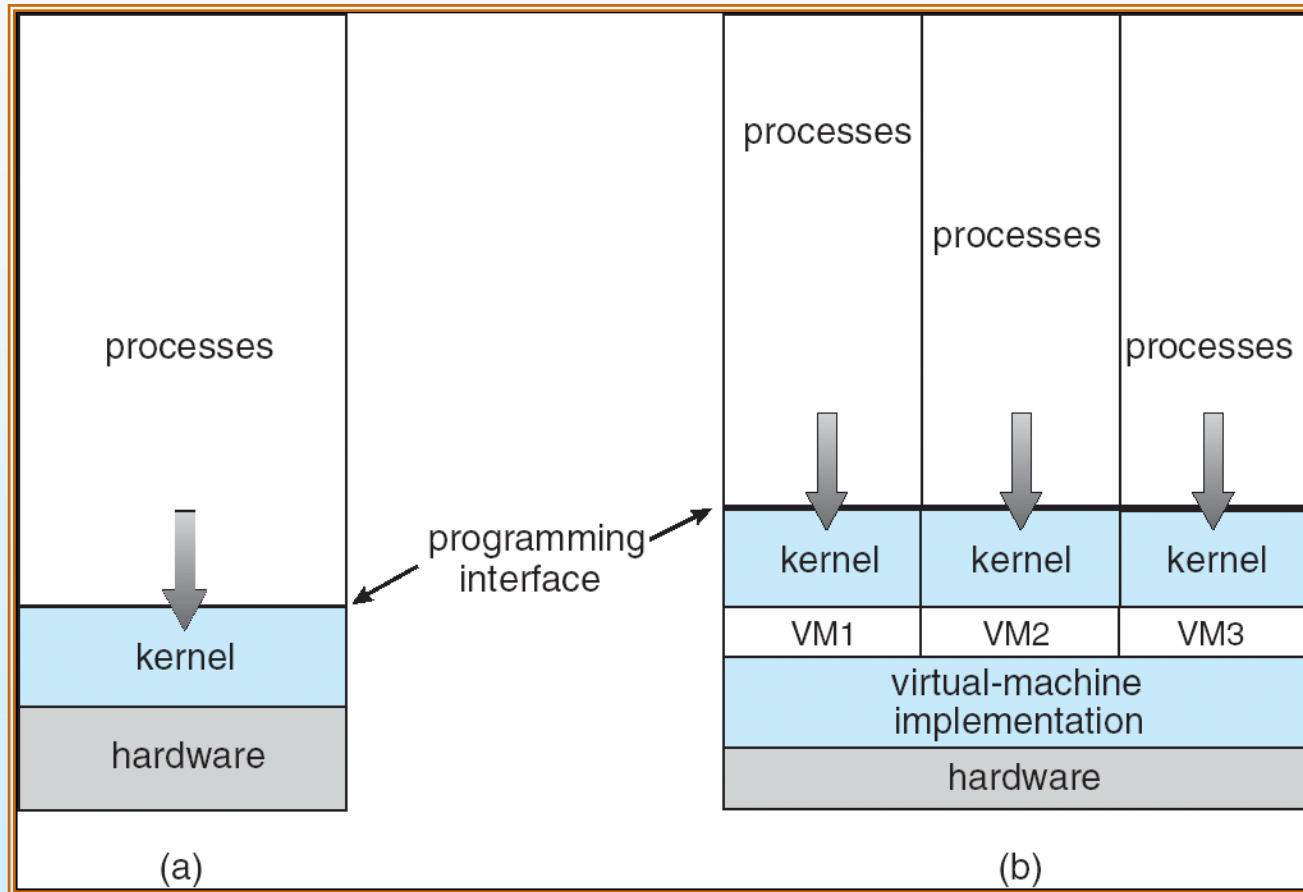 processes
kernel
hardware
(a)
programming
interface
processes
processes
processes
kernel
kernel
kernel
VM1
VM2
VM3
virtual-machine
implementation
hardware
(b)